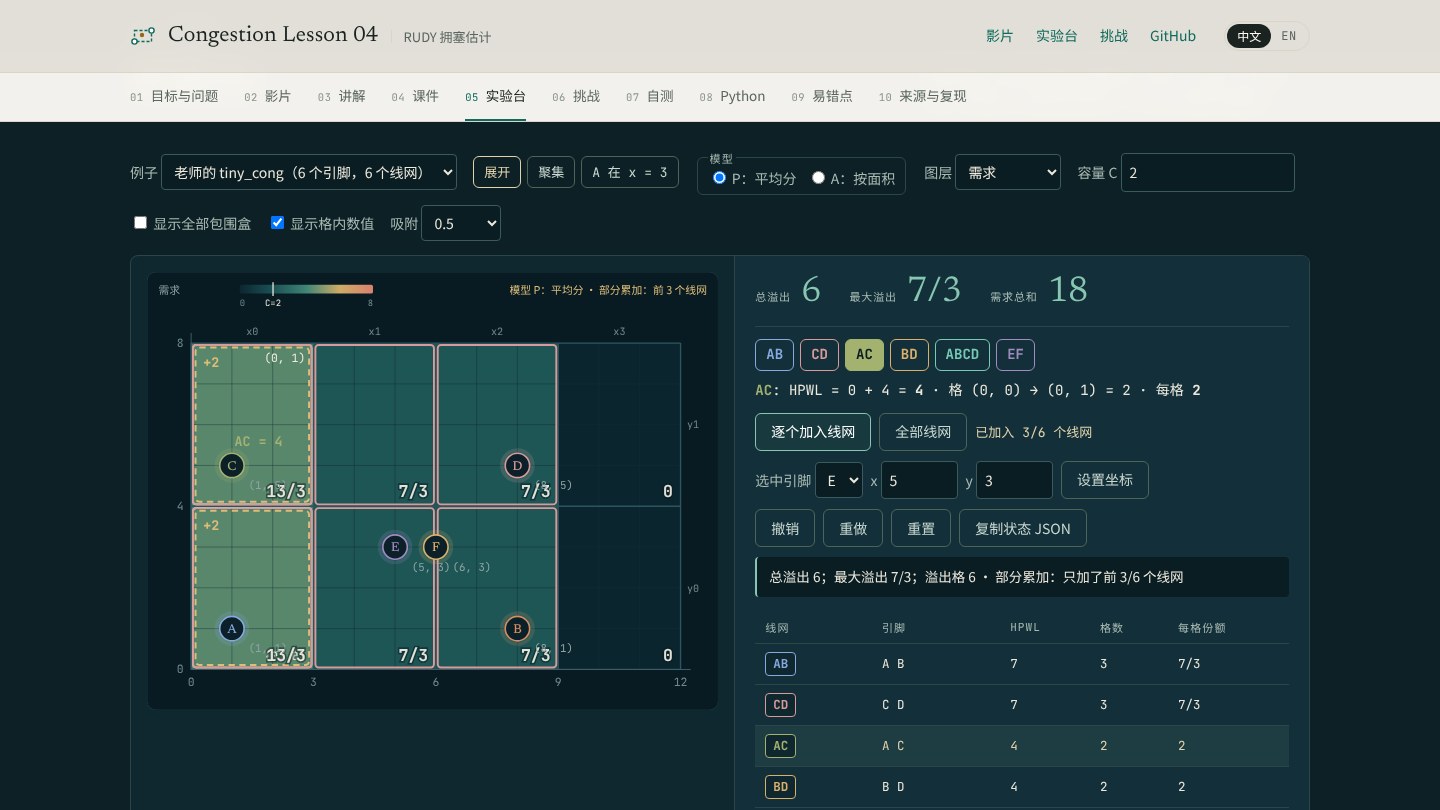 Congestion Lesson 04 RUDY 拥塞估计 影片 实验台 挑战 GitHub 中文 EN
01 目标与问题 02 影片 03 讲解 04 课件 05 实验台 06 挑战 07 自测 08 Python 09 易错点 10 来源与复现
例子 老师的 tiny_cong（6 个引脚，6 个线网） 展开 聚集 A 在 x = 3 模型 P：平均分 A：按面积 图层 需求 容量 C 2
显示全部包围盒 显示格内数值 吸附 0.5
需求 模型 P：平均分 · 部分累加：前 3 个线网
0 C=2 8
x0 x1 x2 x3
8
+2 (0, 1)
AC = 4
y1
C D
13/3 7/3 7/3 5) 0
4
+2
E F
(5, 3) (6, 3)
y0
A B
13/3 7/3 7/3 1) 0
0
0 3 6 9 12
总溢出 6 最大溢出 7/3 需求总和 18
AB CD AC BD ABCD EF
AC: HPWL = 0 + 4 = 4 · 格 (0, 0) → (0, 1) = 2 · 每格 2
逐个加入线网 全部线网 已加入 3/6 个线网
选中引脚 E x 5 y 3 设置坐标
撤销 重做 重置 复制状态 JSON
总溢出 6；最大溢出 7/3；溢出格 6 · 部分累加：只加了前 3/6 个线网
线网 引脚 HPWL 格数 每格份额
AB A B 7 3 7/3
CD C D 7 3 7/3
AC A C 4 2 2
BD B D 4 2 2